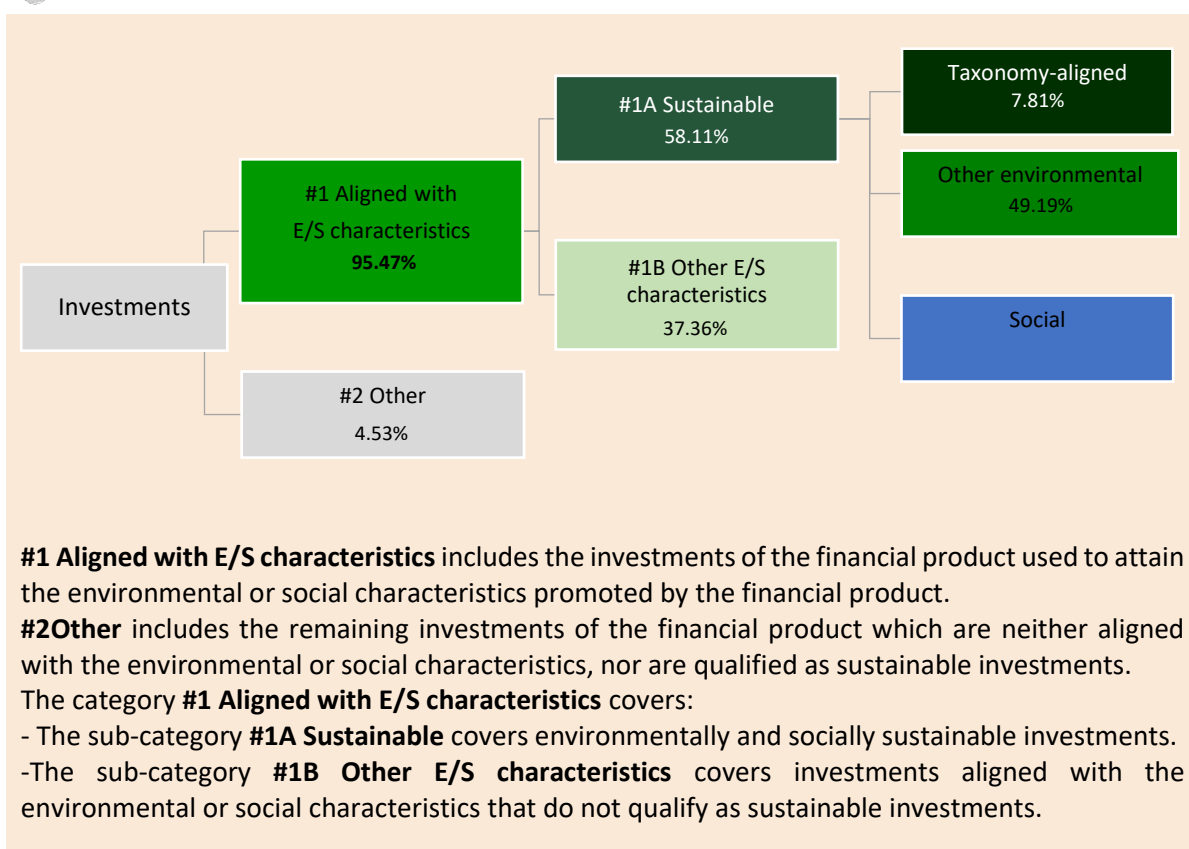 Investments
#1 Aligned with
E/S characteristics
95.47%
#2 Other
4.53%
#1A Sustainable
58.11%
#1B Other E/S
characteristics
37.36%
Taxonomy-aligned
7.81%
Other environmental
49.19%
Social
#1 Aligned with E/S characteristics includes the investments of the financial product used to attain
the environmental or social characteristics promoted by the financial product.
#2Other includes the remaining investments of the financial product which are neither aligned
with the environmental or social characteristics, nor are qualified as sustainable investments.
The category #1 Aligned with E/S characteristics covers:
- The sub-category #1A Sustainable covers environmentally and socially sustainable investments.
-The sub-category #1B Other E/S characteristics covers investments aligned with the
environmental or social characteristics that do not qualify as sustainable investments.